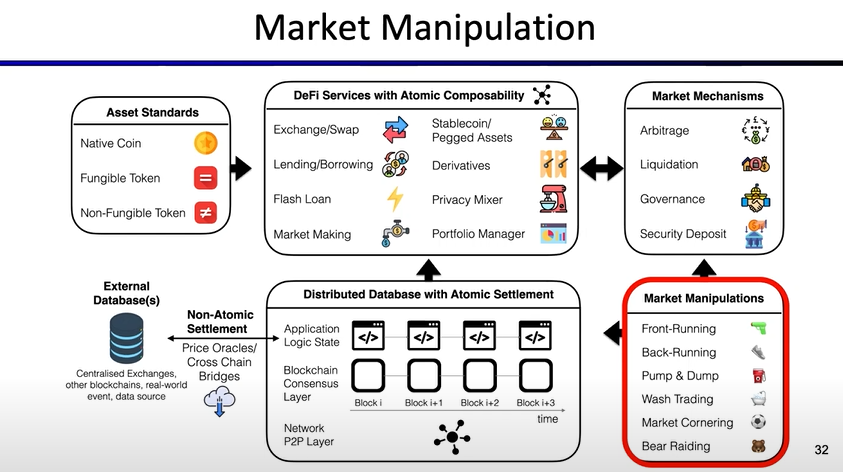 Market Manipulation
Asset Standards
Native Coin
Fungible Token
Non-Fungible Token
DeFi Services with Atomic Composability
Exchange/Swap
Lending/Borrowing
Flash Loan
Market Making
Stablecoin/
Pegged Assets
Derivatives
Privacy Mixer
Portfolio Manager
Market Mechanisms
Arbitrage
Liquidation
Governance
Security Deposit
External
Database(s)
Centralised Exchanges,
other blockchains, real-world
event, data source
Non-Atomic
Settlement
Price Oracles/
Cross Chain
Bridges
Distributed Database with Atomic Settlement
Application
Logic State
</> </> </> </>
Blockchain
Consensus
Layer
Block i Block i+1 Block i+2 Block i+3
time
Network
P2P Layer
Market Manipulations
Front-Running
Back-Running
Pump & Dump
Wash Trading
Market Cornering
Bear Raiding
32